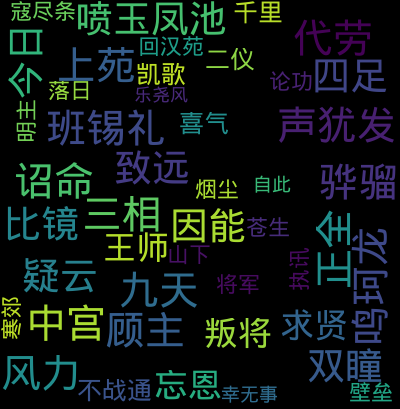 寇尽条
喷玉凤池
千里
今日
上苑
回汉苑
二仪
代劳
凯歌
落日
乐尧风
论功
四足
明主
班锡礼
喜气
声犹发
诏命
致远
烟尘
自此
骅骝
比镜
三相
因能
苍生
正全
王师
山下
疑云
九天
将军
执讯
珂龙
鸣
寒郊
中宫
顾主
叛将
求贤
双瞳
风力
不战通
忘恩
幸无事
壁垒